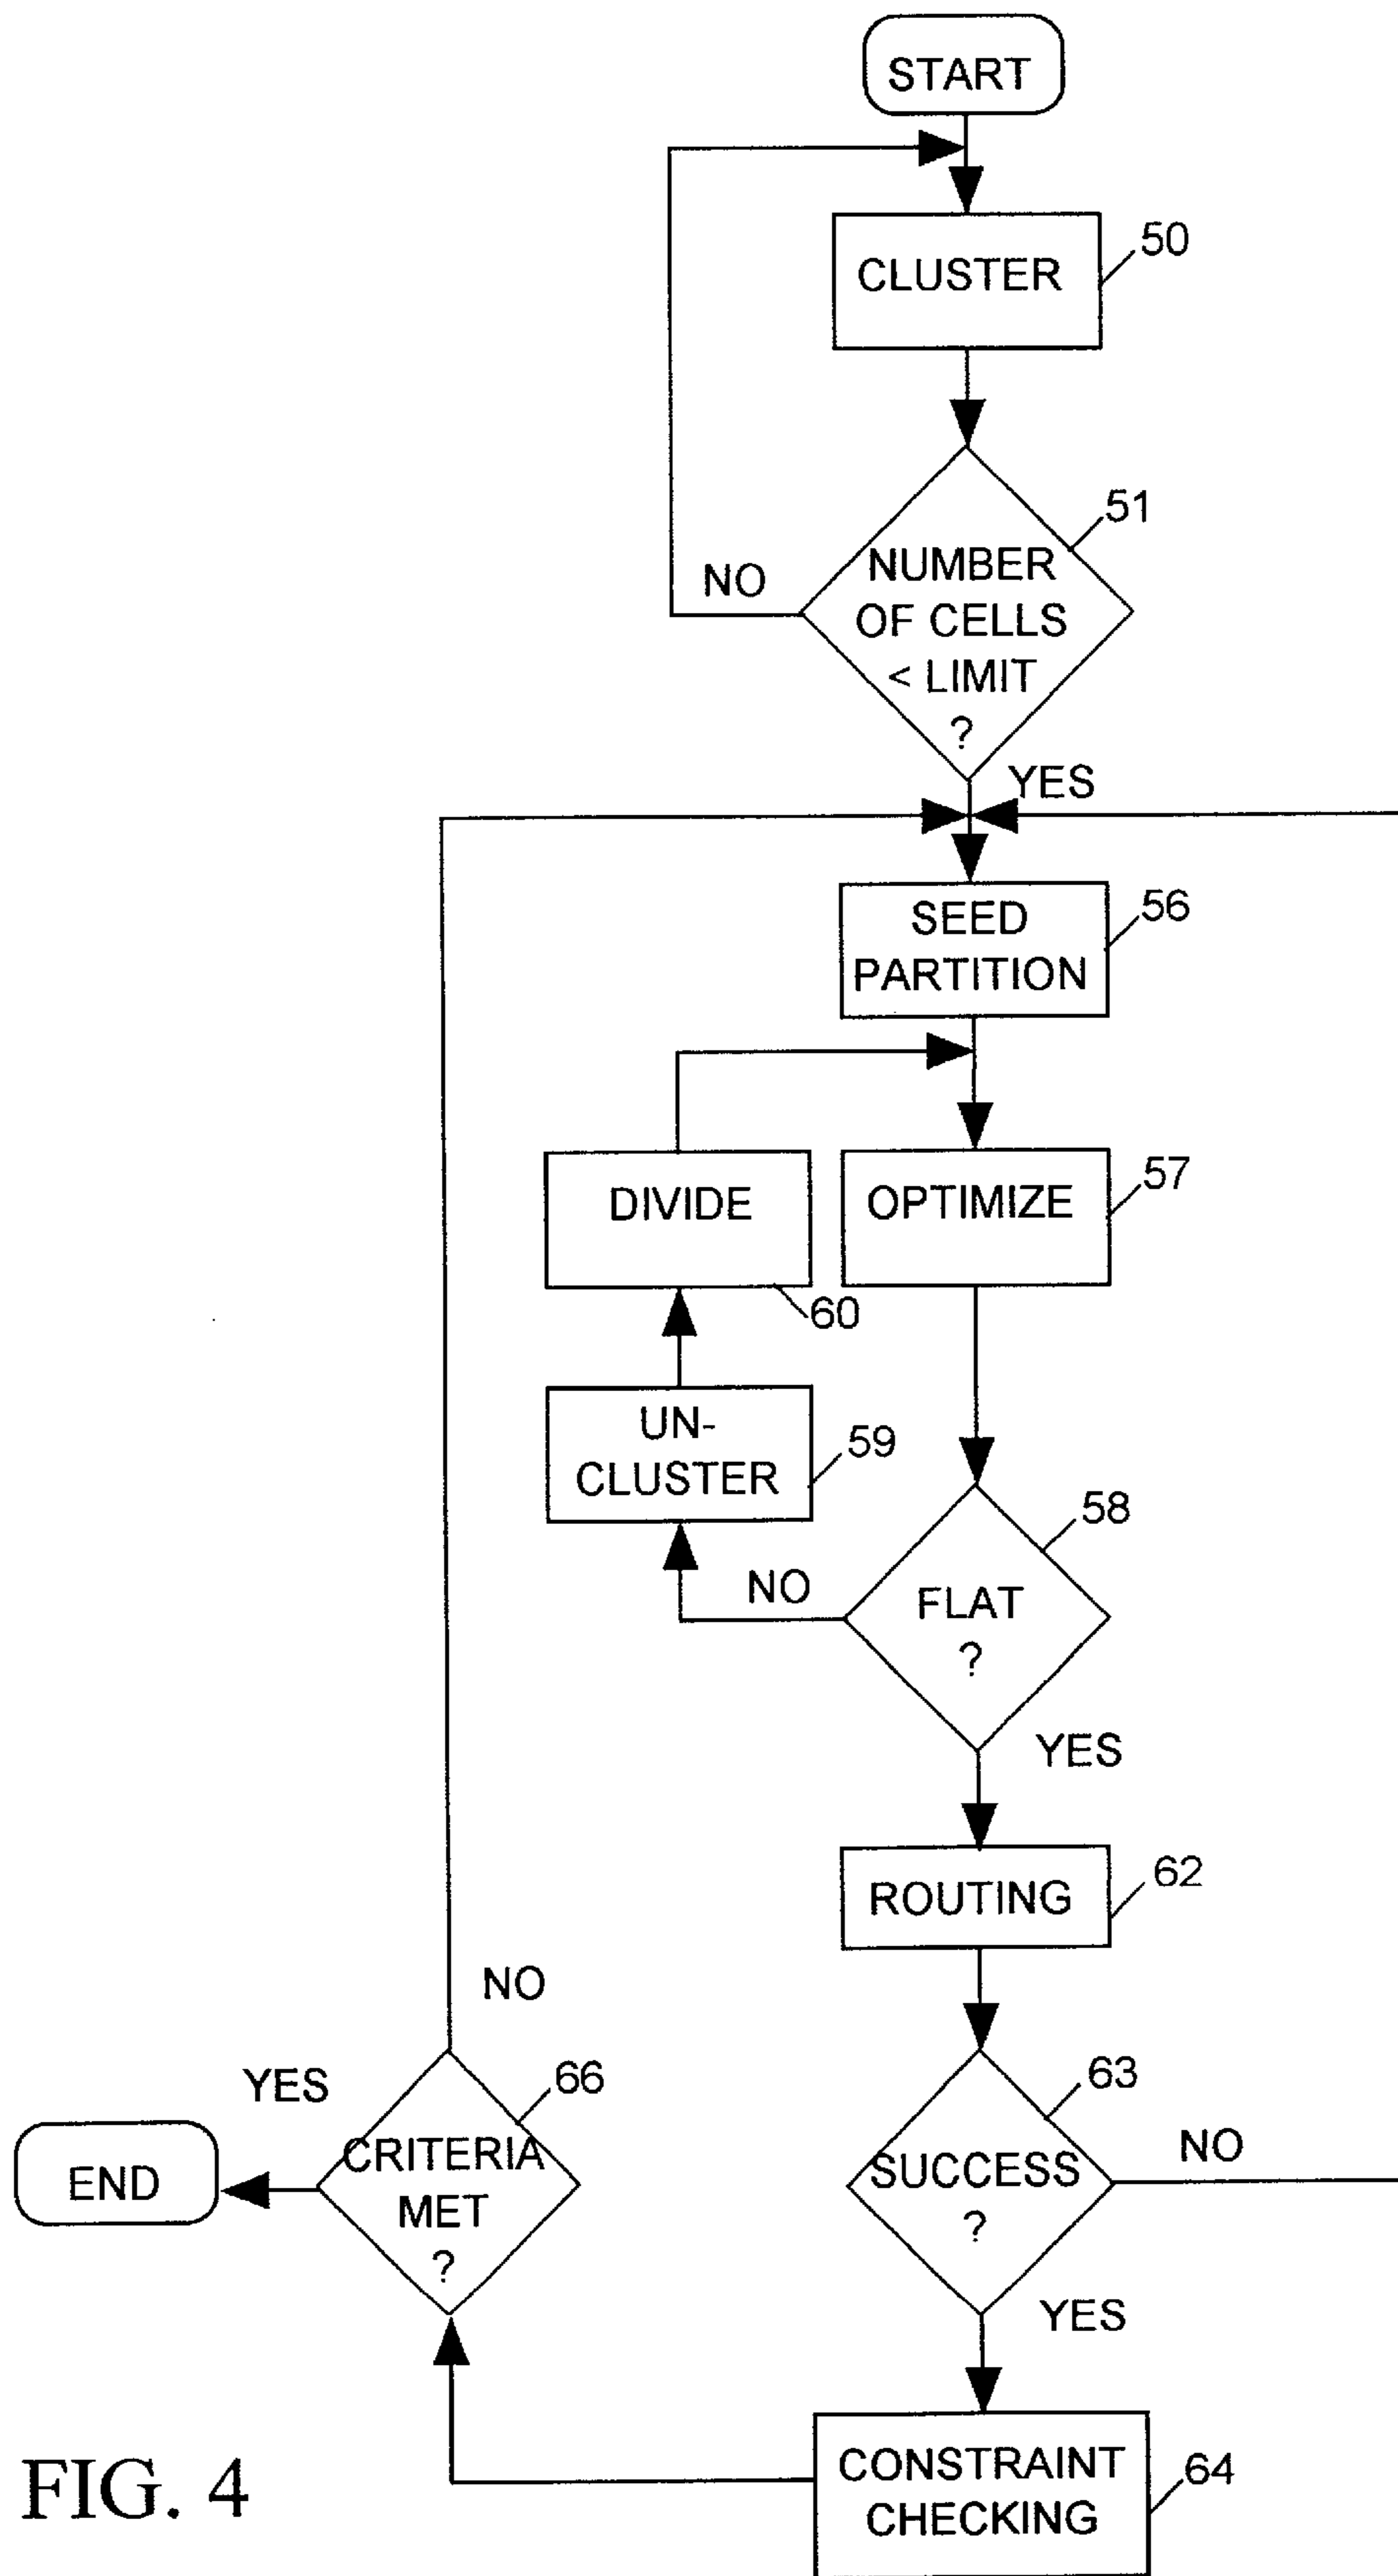 START
CLUSTER
50
51
NUMBER
OF CELLS
< LIMIT
?
NO
YES
SEED
PARTITION
56
DIVIDE
60
OPTIMIZE
57
UN-
CLUSTER
59
58
FLAT
?
NO
YES
ROUTING
62
NO
YES
66
CRITERIA
MET
?
END
63
SUCCESS
?
NO
YES
CONSTRAINT
CHECKING
64
FIG. 4